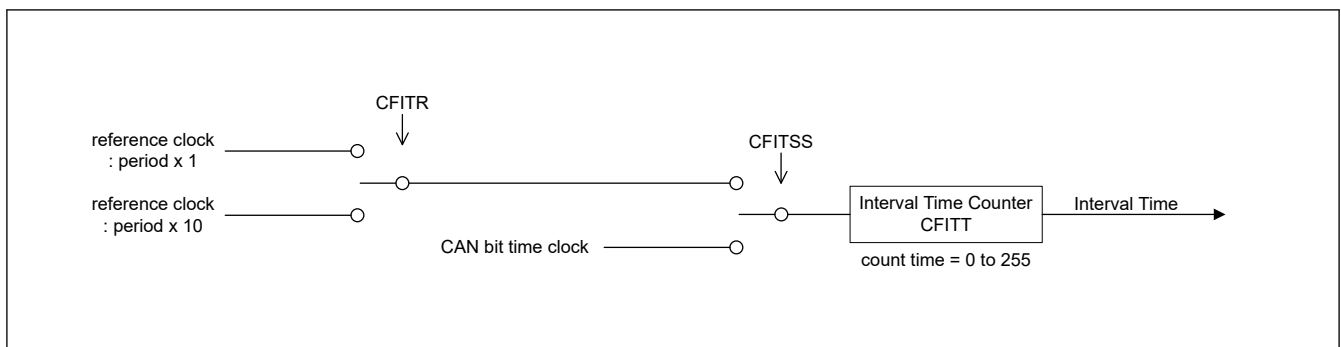 CFITR
reference clock
: period x 1
CFITSS
reference clock
: period x 10
Interval Time Counter
CFITT
Interval Time
CAN bit time clock
count time = 0 to 255